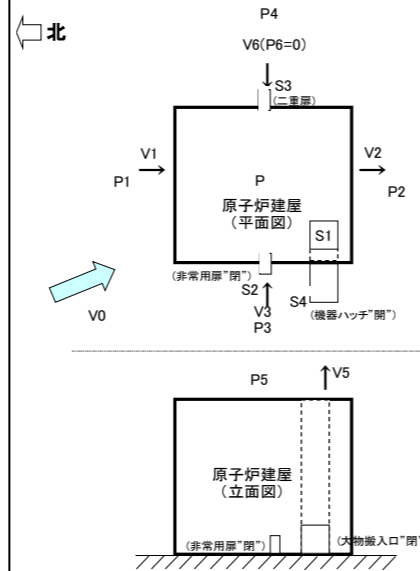 北
P4
V6(P6=0)
S3
(二重扉)
V1
P1
V2
P2
P
原子炉建屋
(平面図)
S1
(非常用扉"閉")
S2
S4
(機器ハッチ"開")
V3
P3
V0
P5
V5
原子炉建屋
(立面図)
(非常用扉"閉")
(大物搬入口"閉"